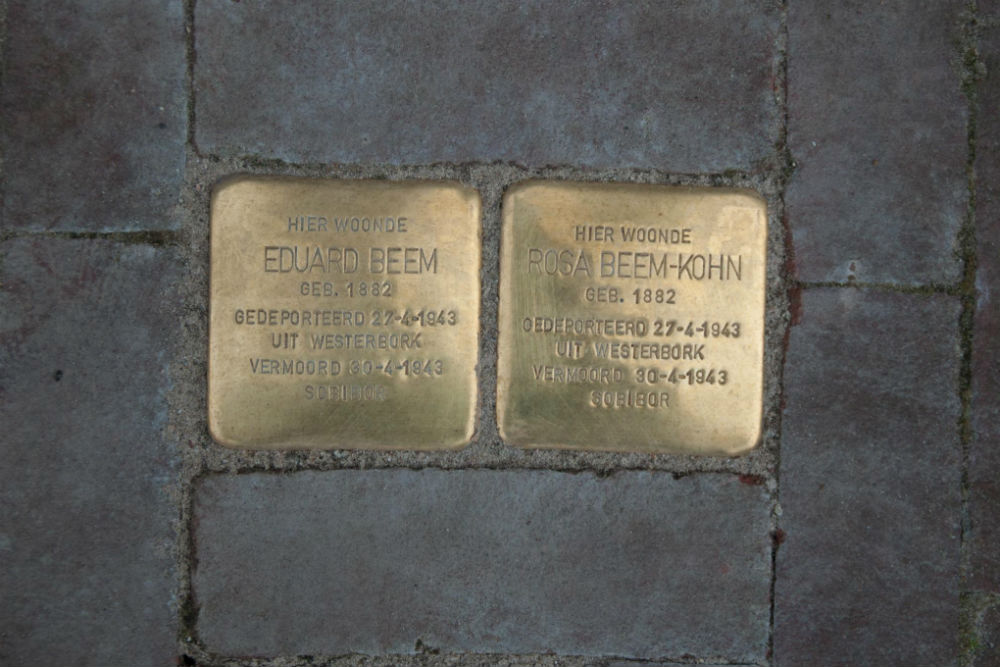 HIER WOONDE
EDUARD BEEM
GEB. 1882
GEDEPORTEERD 27-4-1943
UIT WESTERBORK
VERMOORD 30-4-1943
SOBIBOR
HIER WOONDE
ROSA BEEM-KOHN
GEB. 1882
GEDEPORTEERD 27-4-1943
UIT WESTERBORK
VERMOORD 30-4-1943
SOBIBOR